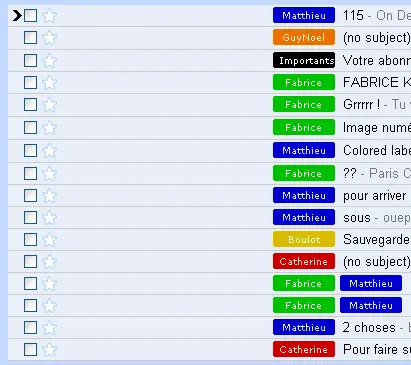 Matthieu 115 - On De
GuyNoel (no subject)
Importants Votre abonn
Fabrice FABRICE K
Fabrice Grrrr ! - Tu
Fabrice Image numé
Matthieu Colored labe
Fabrice ?? - Paris C
Matthieu pour arriver
Matthieu sous - ouep
Boulot Sauvegarde
Catherine (no subject)
Fabrice Matthieu
Fabrice Matthieu
Matthieu 2 choses -
Catherine Pour faire su